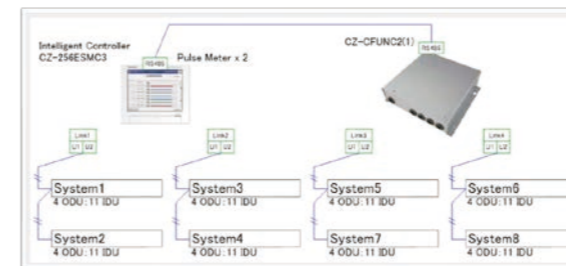 Intelligent Controller
CZ-256ESMC3
RS485
Pulse Meter x 2
CZ-CFUNC2(1)
RS485
Link1
U1 U2
Link2
U1 U2
Link3
U1 U2
Link4
U1 U2
System1
4 ODU:11 IDU
System3
4 ODU:11 IDU
System5
4 ODU:11 IDU
System6
4 ODU:11 IDU
System2
4 ODU:11 IDU
System4
4 ODU:11 IDU
System7
4 ODU:11 IDU
System8
4 ODU:11 IDU